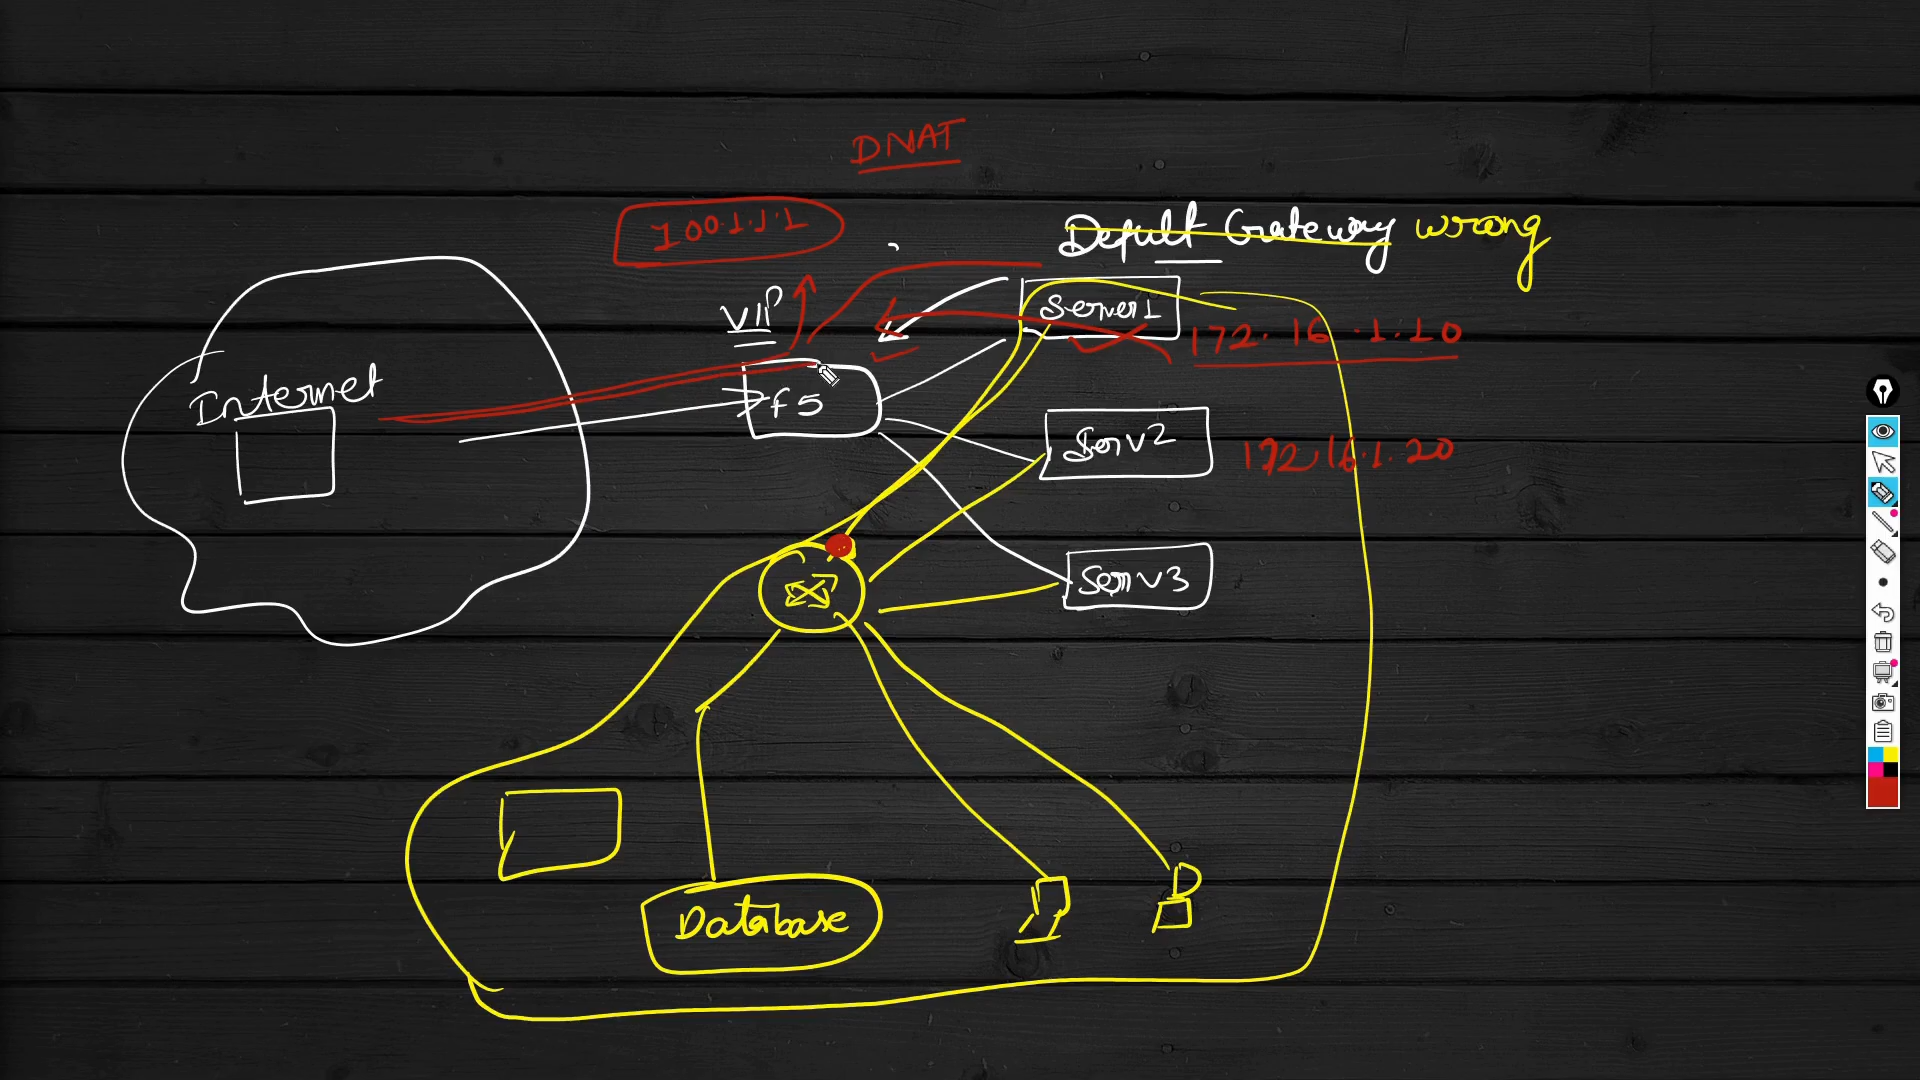 DNAT
100.1.1.1
Defult Gateway wrong
VIP
Server1
172.16.1.10
Internet
F5
Serv2
172.16.1.20
Serv3
Database